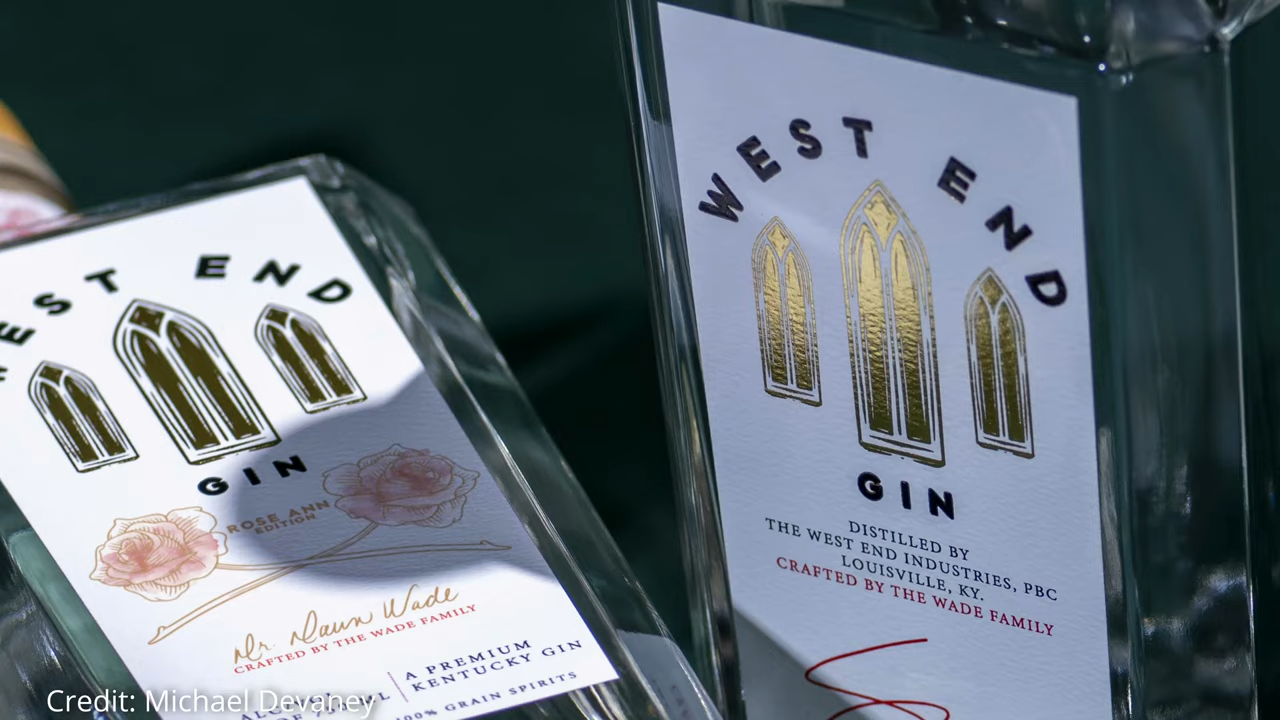 WEST END
GIN
ROSE ANN
EDITION
Dr. Dawn Wade
CRAFTED BY THE WADE FAMILY
A PREMIUM
KENTUCKY GIN
100% GRAIN SPIRITS
WEST END
GIN
DISTILLED BY
THE WEST END INDUSTRIES, PBC
LOUISVILLE, KY.
CRAFTED BY THE WADE FAMILY
Credit: Michael Devaney